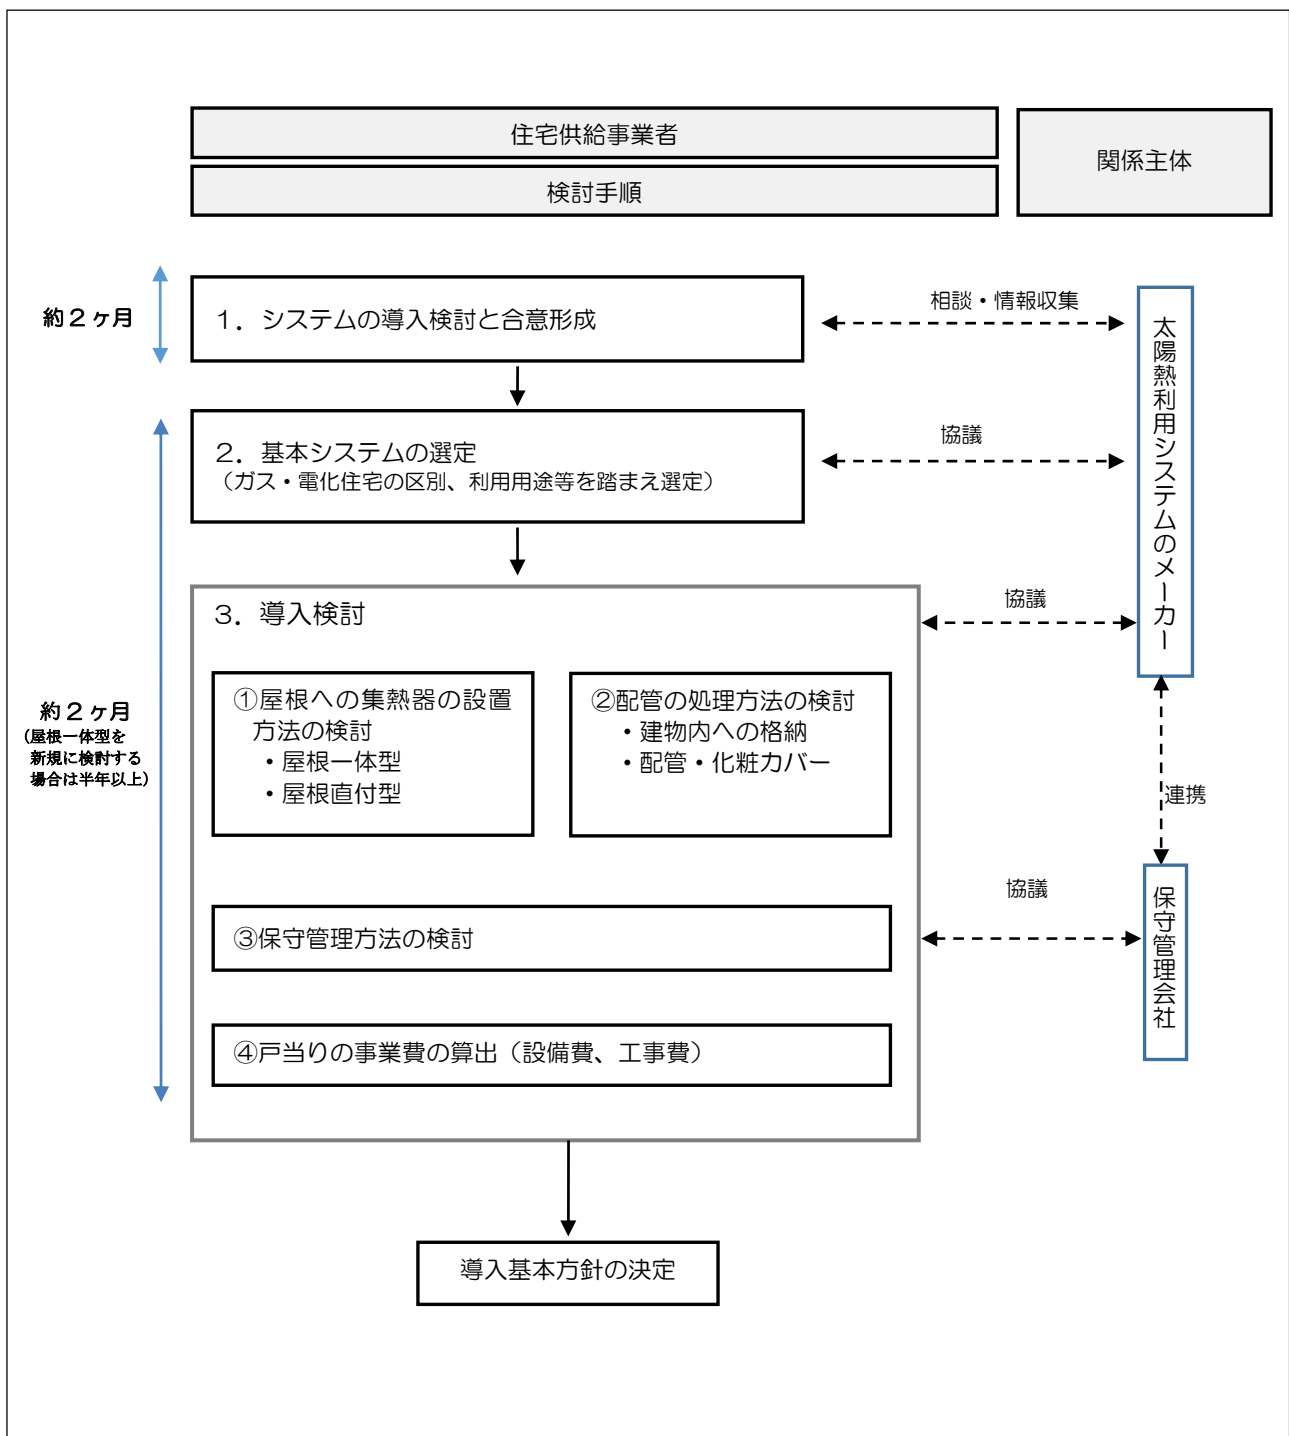 住宅供給事業者
検討手順
関係主体
約２ヶ月
１．システムの導入検討と合意形成
相談・情報収集
太陽熱利用システムのメーカー
２．基本システムの選定
（ガス・電化住宅の区別、利用用途等を踏まえ選定）
協議
３．導入検討
協議
①屋根への集熱器の設置
方法の検討
・屋根一体型
・屋根直付型
②配管の処理方法の検討
・建物内への格納
・配管・化粧カバー
約２ヶ月
（屋根一体型を
新規に検討する
場合は半年以上）
連携
③保守管理方法の検討
協議
保守管理会社
④戸当りの事業費の算出（設備費、工事費）
導入基本方針の決定